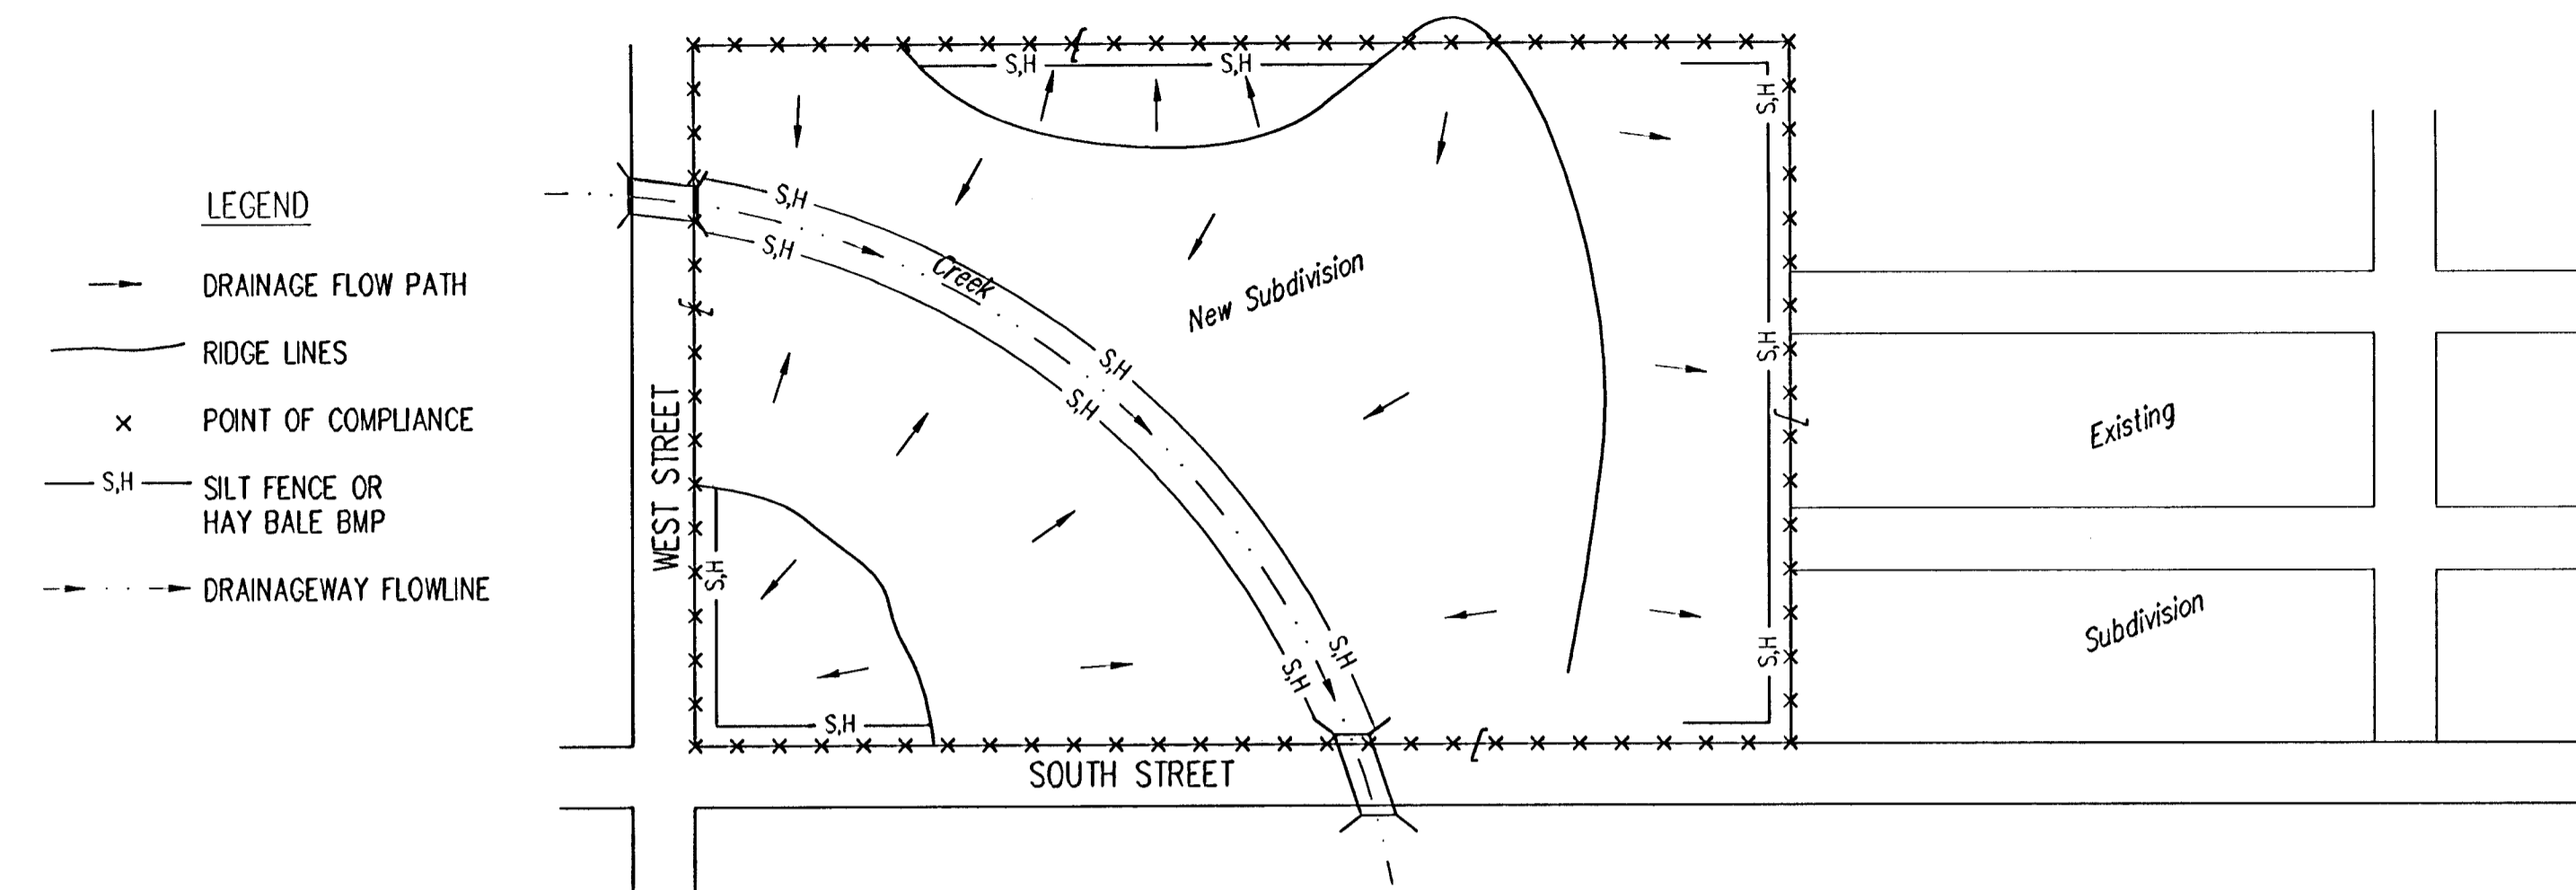 LEGEND
DRAINAGE FLOW PATH
RIDGE LINES
× POINT OF COMPLIANCE
S,H SILT FENCE OR
HAY BALE BMP
DRAINAGEWAY FLOWLINE
S,H
S,H
S,H
S,H
S,H
Creek
New Subdivision
S,H
S,H
S,H
WEST STREET
Existing
S,H
Subdivision
S,H
S,H
S,H
S,H
SOUTH STREET